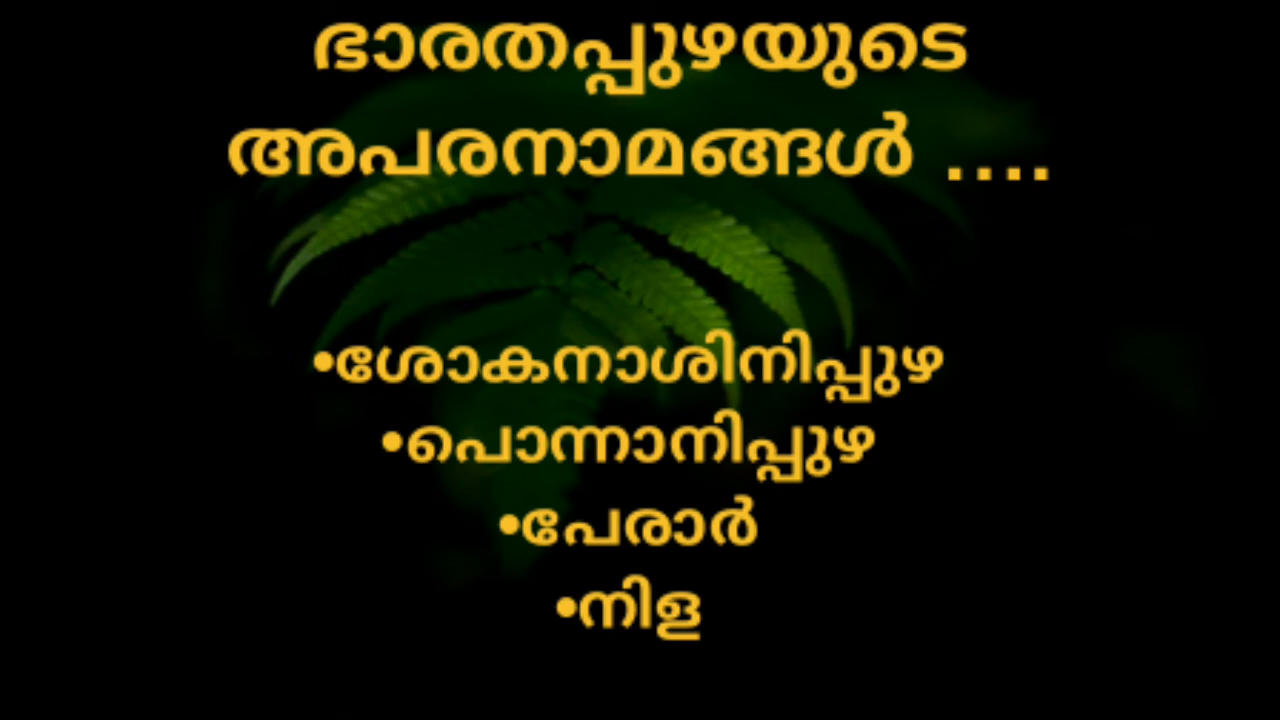 ഭാരതപ്പുഴയുടെ
അപരനാമങ്ങൾ ....
•ശോകനാശിനിപ്പുഴ
•പൊന്നാനിപ്പുഴ
•പേരാർ
•നിള